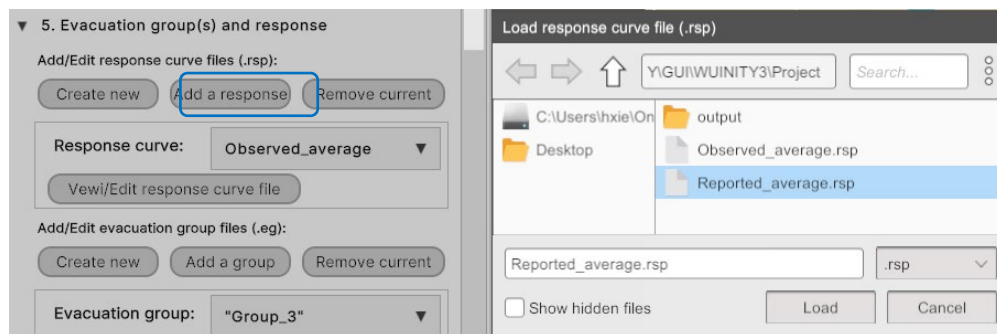 ▼ 5. Evacuation group(s) and response
Add/Edit response curve files (.rsp):
Create new Add a response Remove current
Response curve: Observed_average ▼
Vewi/Edit response curve file
Add/Edit evacuation group files (.eg):
Create new Add a group Remove current
Evacuation group: "Group_3" ▼
Load response curve file (.rsp)
Y\GUI\WUINITY3\Project Search...
C:\Users\hxie\On
Desktop
output
Observed_average.rsp
Reported_average.rsp
Reported_average.rsp .rsp
Show hidden files Load Cancel